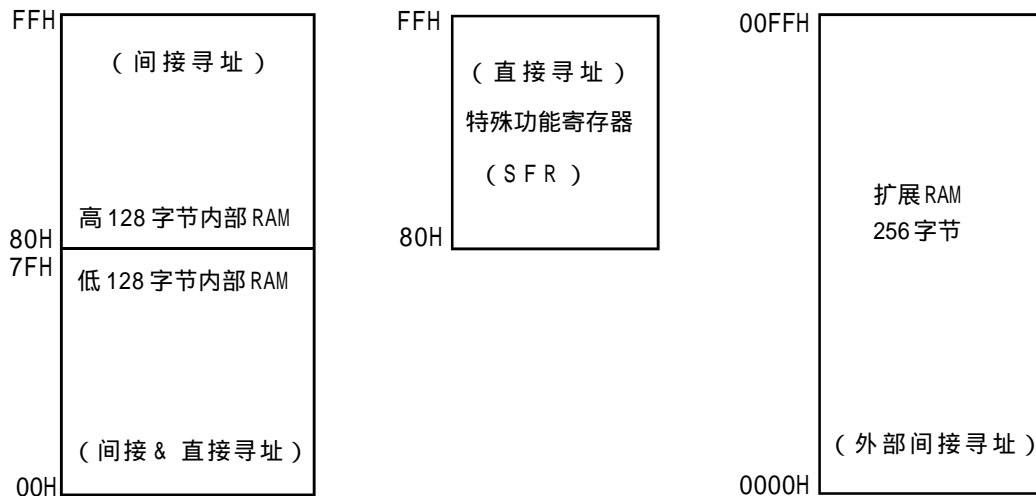 FFH
(间接寻址)
高128字节内部RAM
80H
7FH
低128字节内部RAM
(间接& 直接寻址)
00H
FFH
(直接寻址)
特殊功能寄存器
(SFR)
80H
00FFH
扩展RAM
256字节
(外部间接寻址)
0000H